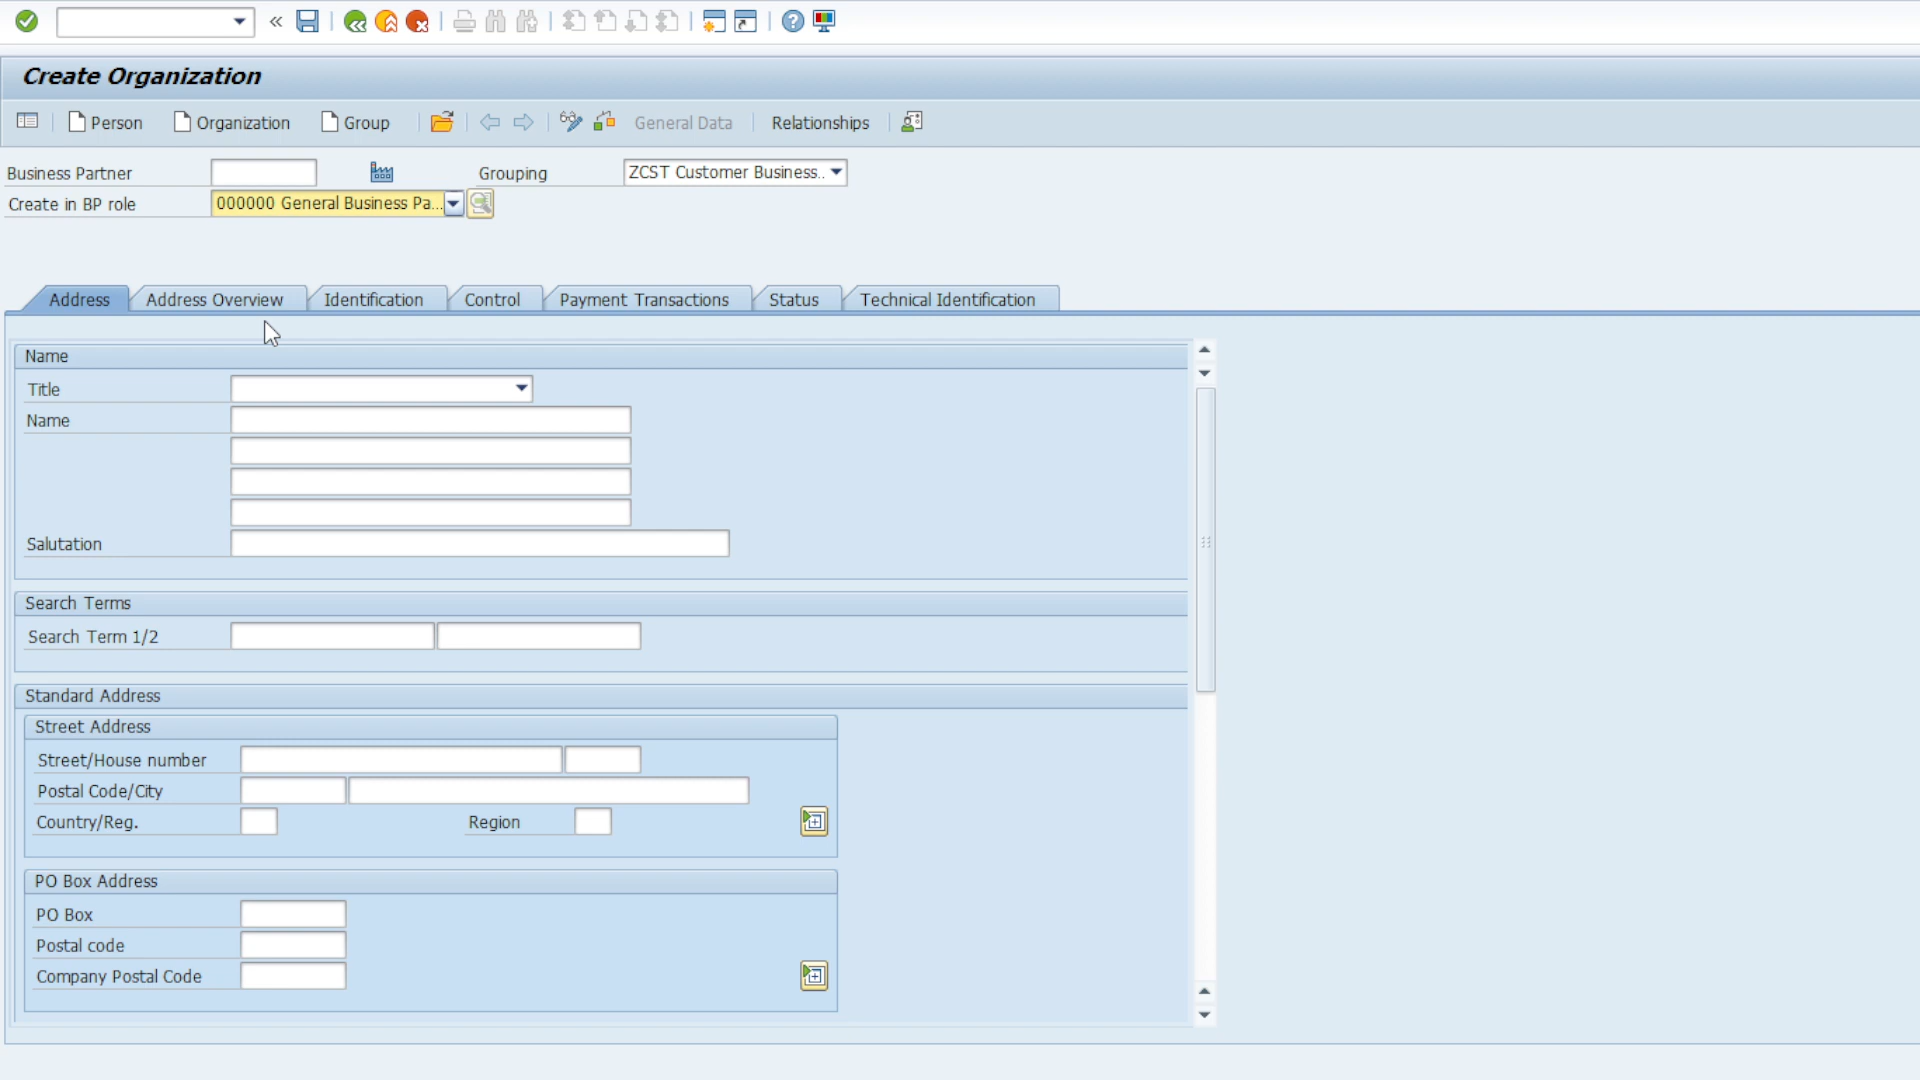 Create Organization
Person Organization Group General Data Relationships
Business Partner Grouping ZCST Customer Business..
Create in BP role 000000 General Business Pa...
Address Address Overview Identification Control Payment Transactions Status Technical Identification
Name
Title
Name
Salutation
Search Terms
Search Term 1/2
Standard Address
Street Address
Street/House number
Postal Code/City
Country/Reg. Region
PO Box Address
PO Box
Postal code
Company Postal Code